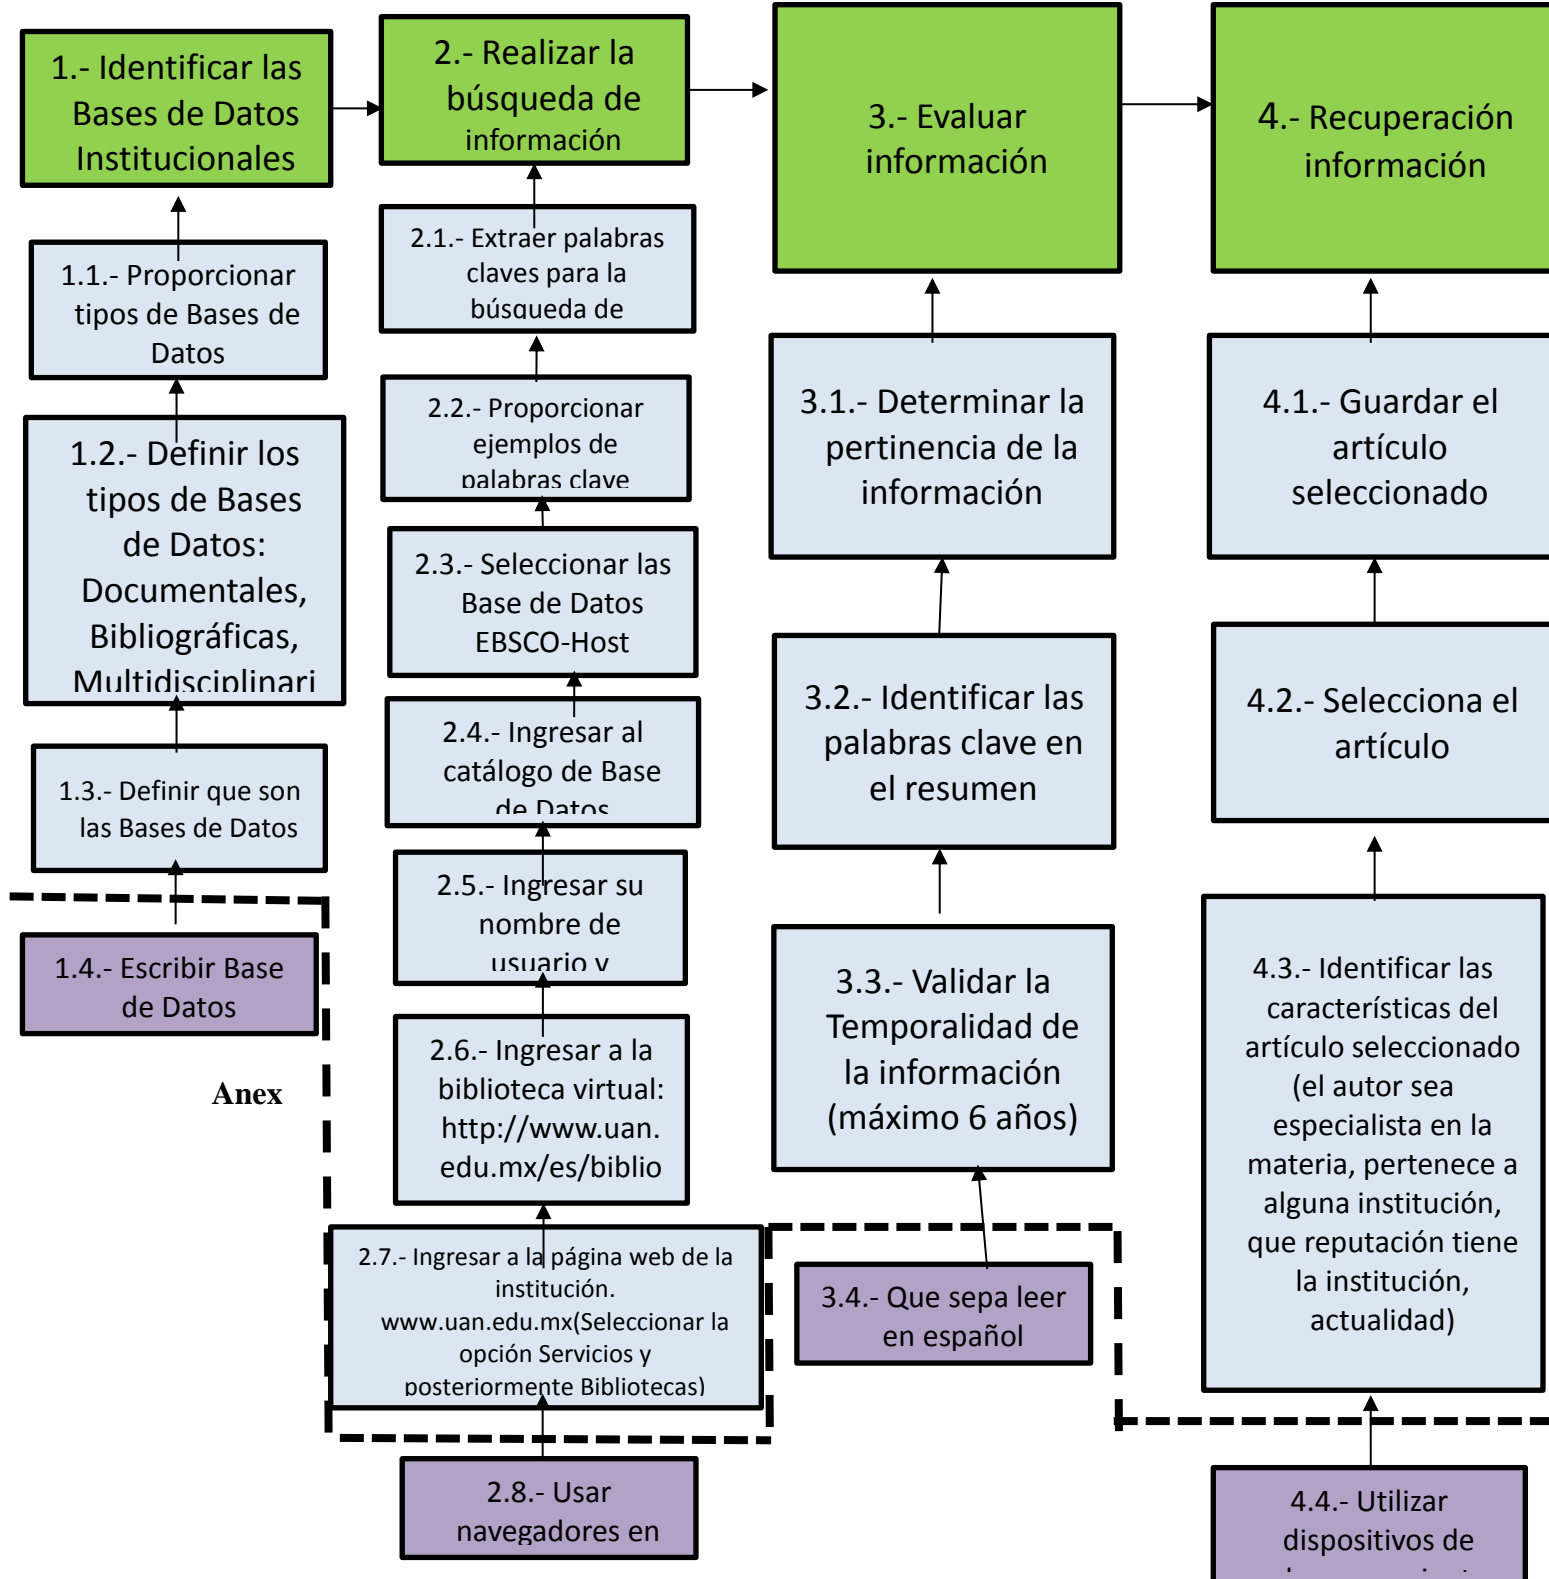 1.- Identificar las
Bases de Datos
Institucionales
1.1.- Proporcionar
tipos de Bases de
Datos
1.2.- Definir los
tipos de Bases
de Datos:
Documentales,
Bibliográficas,
Multidisciplinari
1.3.- Definir que son
las Bases de Datos
1.4.- Escribir Base
de Datos
Anex
2.- Realizar la
búsqueda de
información
2.1.- Extraer palabras
claves para la
búsqueda de
2.2.- Proporcionar
ejemplos de
palabras clave
2.3.- Seleccionar las
Base de Datos
EBSCO-Host
2.4.- Ingresar al
catálogo de Base
de Datos
2.5.- Ingresar su
nombre de
usuario y
2.6.- Ingresar a la
biblioteca virtual:
http://www.uan.
edu.mx/es/biblio
2.7.- Ingresar a la página web de la
institución.
www.uan.edu.mx(Seleccionar la
opción Servicios y
posteriormente Bibliotecas)
2.8.- Usar
navegadores en
3.- Evaluar
información
3.1.- Determinar la
pertinencia de la
información
3.2.- Identificar las
palabras clave en
el resumen
3.3.- Validar la
Temporalidad de
la información
(máximo 6 años)
3.4.- Que sepa leer
en español
4.- Recuperación
información
4.1.- Guardar el
artículo
seleccionado
4.2.- Selecciona el
artículo
4.3.- Identificar las
características del
artículo seleccionado
(el autor sea
especialista en la
materia, pertenece a
alguna institución,
que reputación tiene
la institución,
actualidad)
4.4.- Utilizar
dispositivos de